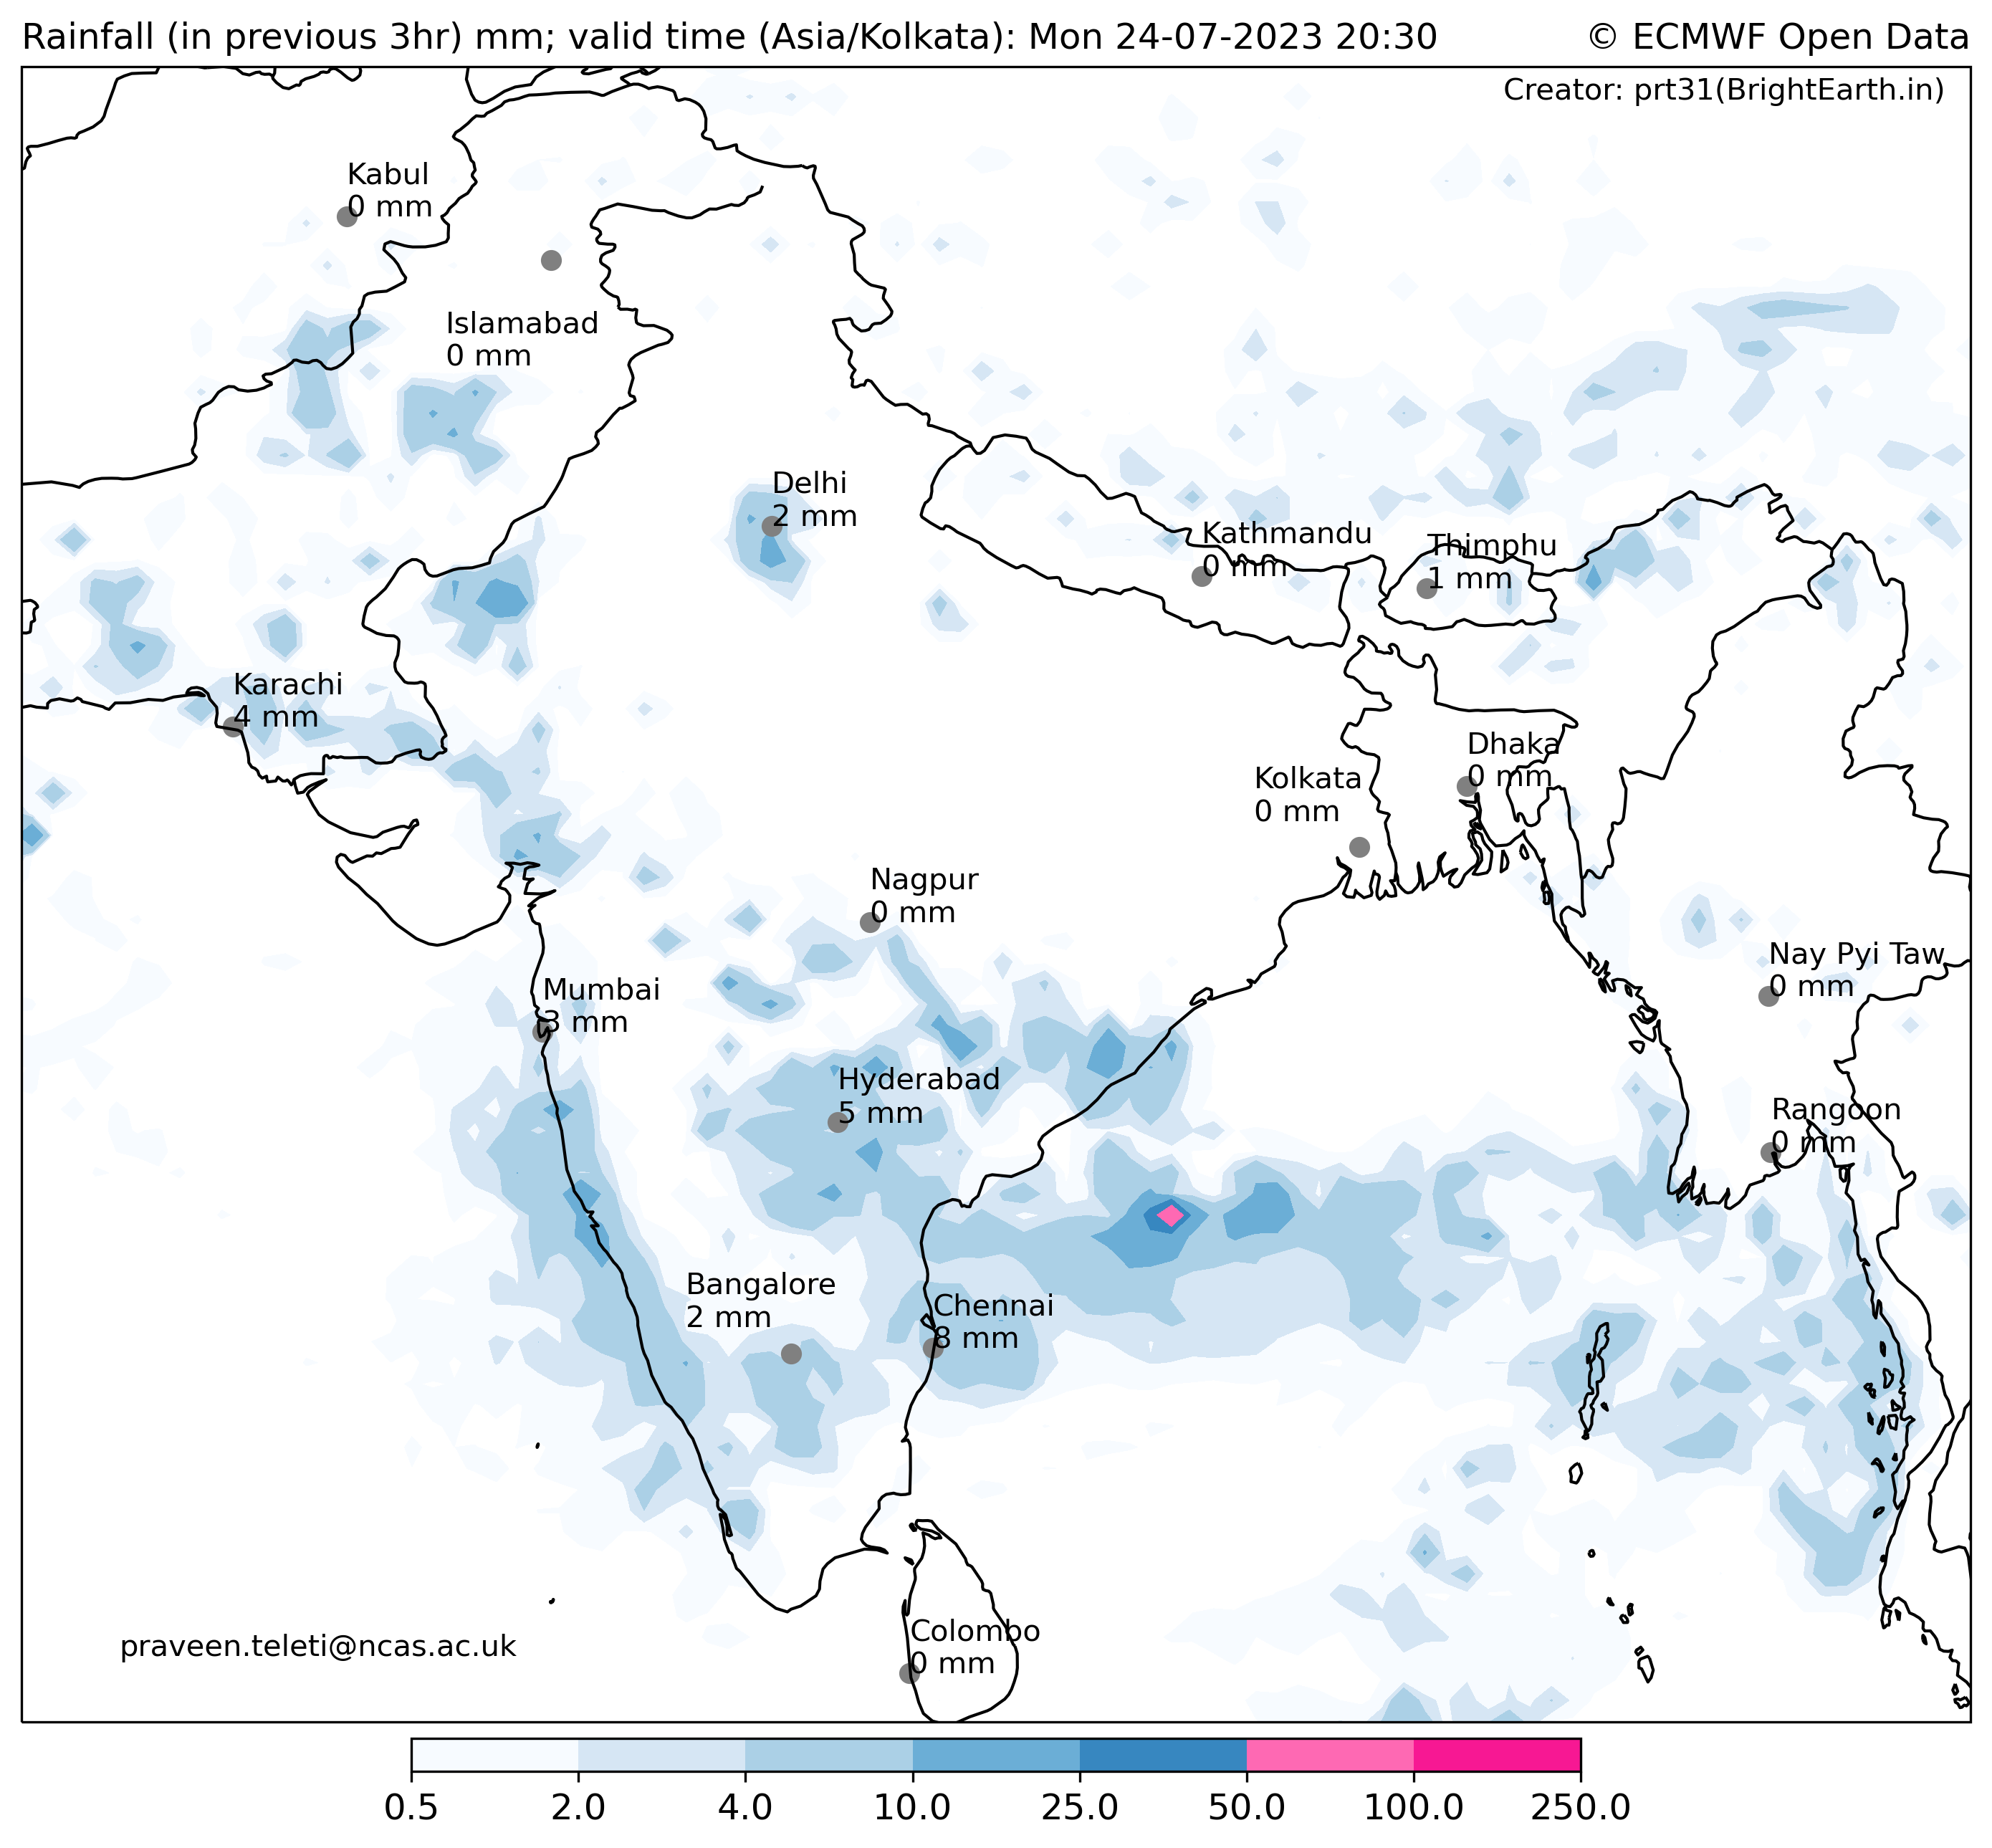 Rainfall (in previous 3hr) mm; valid time (Asia/Kolkata): Mon 24-07-2023 20:30
© ECMWF Open Data
Creator: prt31(BrightEarth.in)
Kabul
0 mm
Islamabad
0 mm
Delhi
2 mm
Kathmandu
0 mm
Thimphu
1 mm
Karachi
4 mm
Dhaka
0 mm
Kolkata
0 mm
Nagpur
0 mm
Nay Pyi Taw
0 mm
Mumbai
3 mm
Hyderabad
5 mm
Rangoon
0 mm
Bangalore
2 mm
Chennai
8 mm
Colombo
0 mm
praveen.teleti@ncas.ac.uk
0.5 2.0 4.0 10.0 25.0 50.0 100.0 250.0